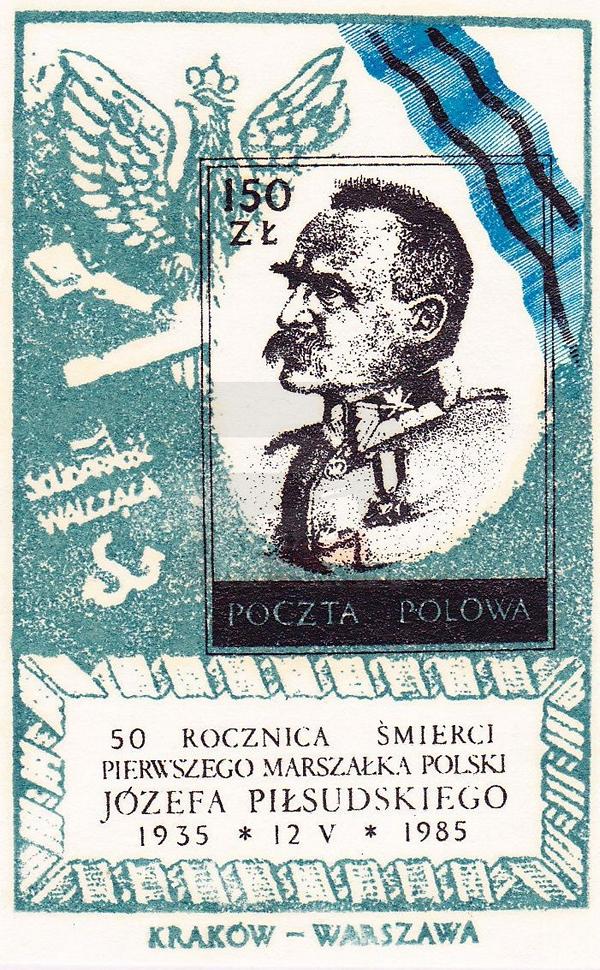 150
ZŁ
SOLIDARNOŚĆ
WALCZĄCA
POCZTA POLOWA
50 ROCZNICA ŚMIERCI
PIERWSZEGO MARSZAŁKA POLSKI
JÓZEFA PIŁSUDSKIEGO
1935 * 12 V * 1985
KRAKÓW – WARSZAWA